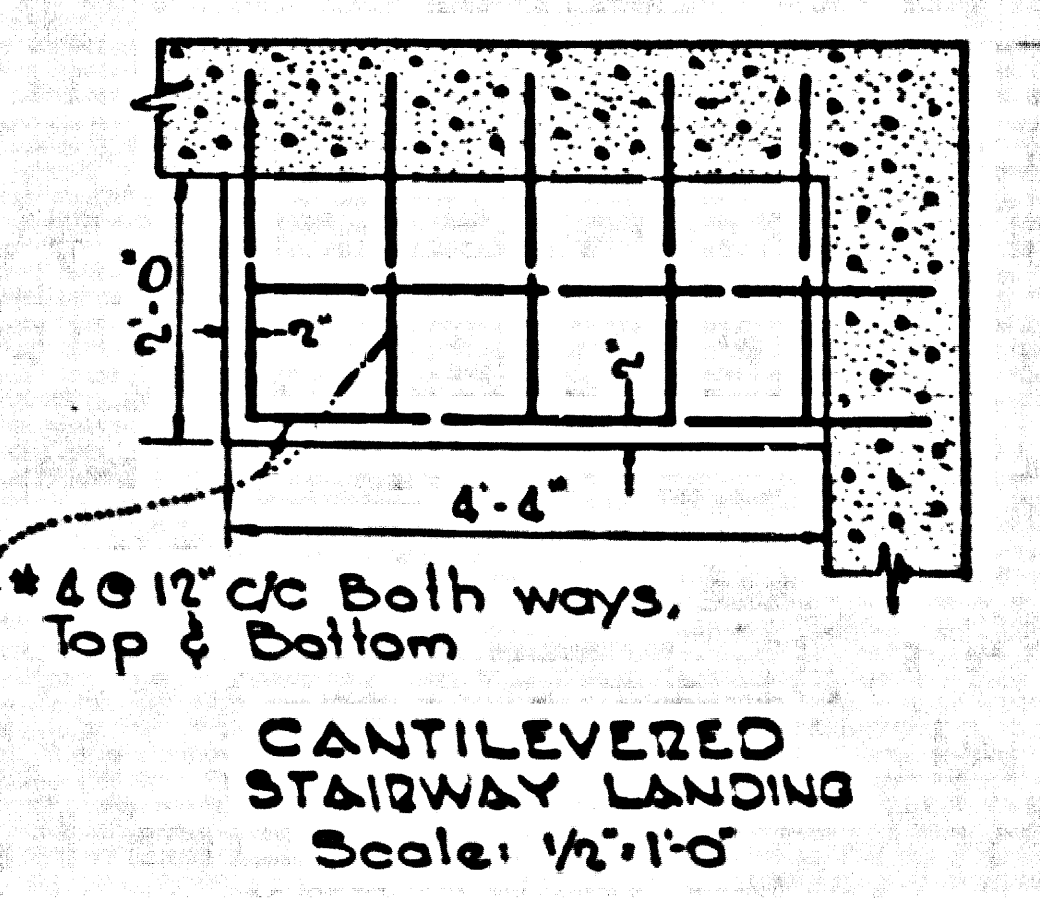 2'-0"
2"
2"
4'-4"
# 4 @ 12" c/c Both ways,
Top & Bottom
CANTILEVERED
STAIRWAY LANDING
Scale: 1/2"=1'-0"